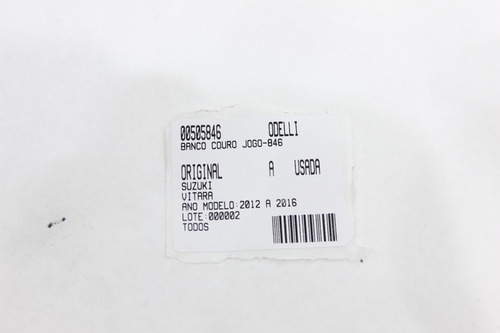 00505846 ODELLI
BANCO COURO JOGO-846
ORIGINAL A USADA
SUZUKI
VITARA
ANO MODELO:2012 A 2016
LOTE:000002
TODOS